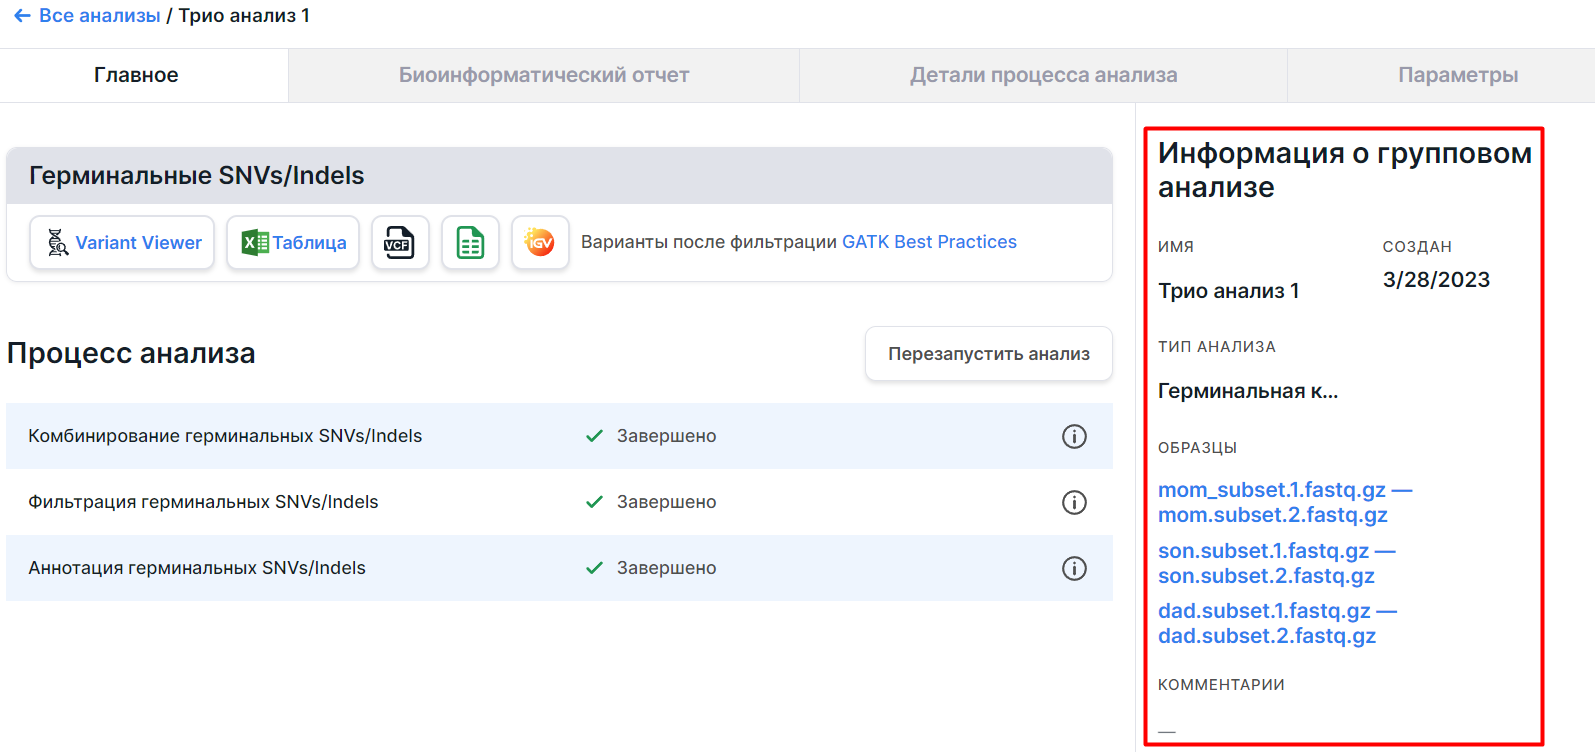 ← Все анализы / Трио анализ 1
Главное
Биоинформатический отчет
Детали процесса анализа
Параметры
Герминальные SNVs/Indels
Variant Viewer
Таблица
VCF
IGV
Варианты после фильтрации GATK Best Practices
Процесс анализа
Перезапустить анализ
Комбинирование герминальных SNVs/Indels
Завершено
Фильтрация герминальных SNVs/Indels
Завершено
Аннотация герминальных SNVs/Indels
Завершено
Информация о групповом
анализе
ИМЯ
СОЗДАН
Трио анализ 1
3/28/2023
ТИП АНАЛИЗА
Герминальная к...
ОБРАЗЦЫ
mom_subset.1.fastq.gz —
mom.subset.2.fastq.gz
son.subset.1.fastq.gz —
son.subset.2.fastq.gz
dad.subset.1.fastq.gz —
dad.subset.2.fastq.gz
КОММЕНТАРИИ
—